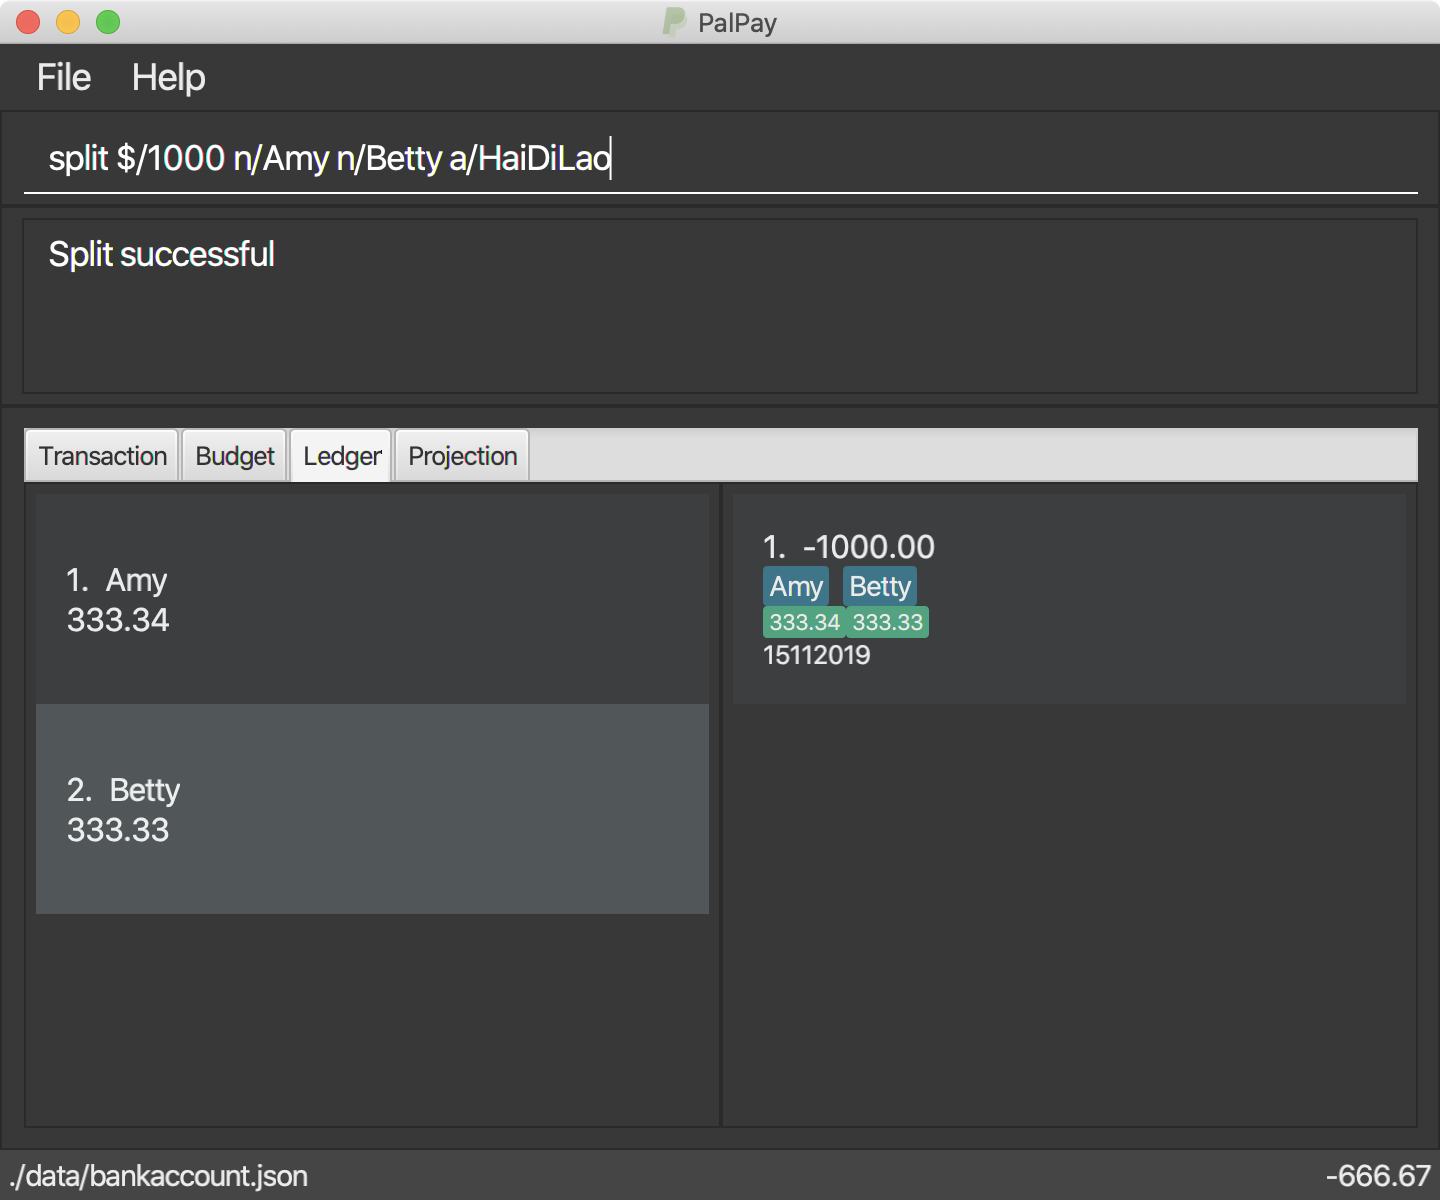 PalPay
File Help
split $/1000 n/Amy n/Betty a/HaiDiLao
Split successful
Transaction Budget Ledger Projection
1. Amy
333.34
2. Betty
333.33
1. -1000.00
Amy Betty
333.34 333.33
15112019
./data/bankaccount.json -666.67